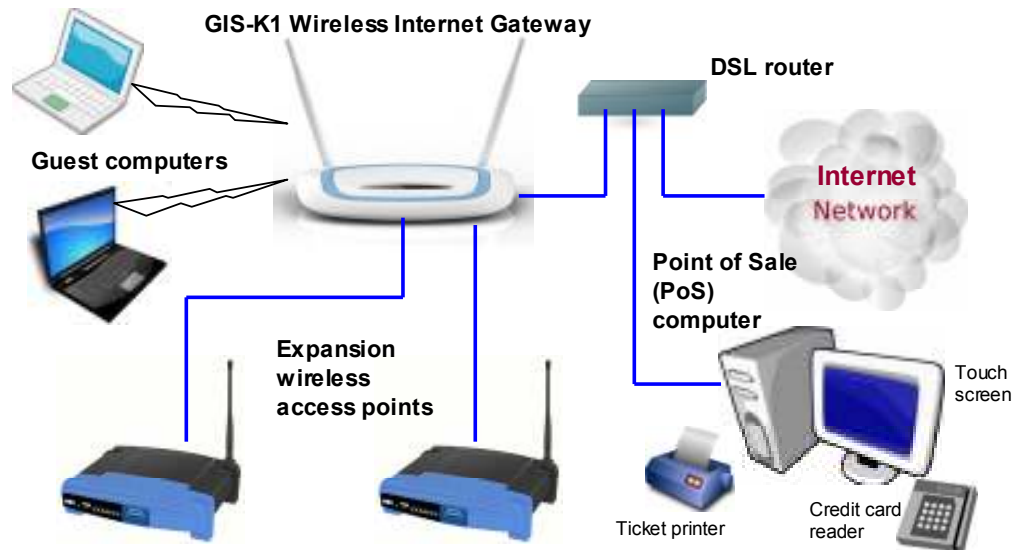 GIS-K1 Wireless Internet Gateway
DSL router
Guest computers
Internet
Network
Point of Sale
(PoS)
computer
Expansion
wireless
access points
Touch
screen
Ticket printer
Credit card
reader